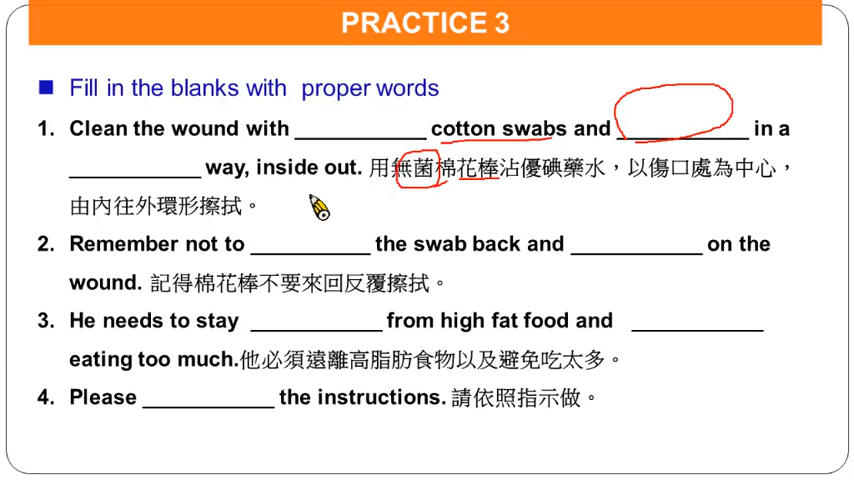 PRACTICE 3
Fill in the blanks with proper words
1. Clean the wound with ___________ cotton swabs and ___________ in a
___________ way, inside out. 用無菌棉花棒沾優碘藥水，以傷口處為中心，
由內往外環形擦拭。
2. Remember not to __________ the swab back and ___________ on the
wound. 記得棉花棒不要來回反覆擦拭。
3. He needs to stay ___________ from high fat food and ___________
eating too much.他必須遠離高脂肪食物以及避免吃太多。
4. Please ___________ the instructions. 請依照指示做。